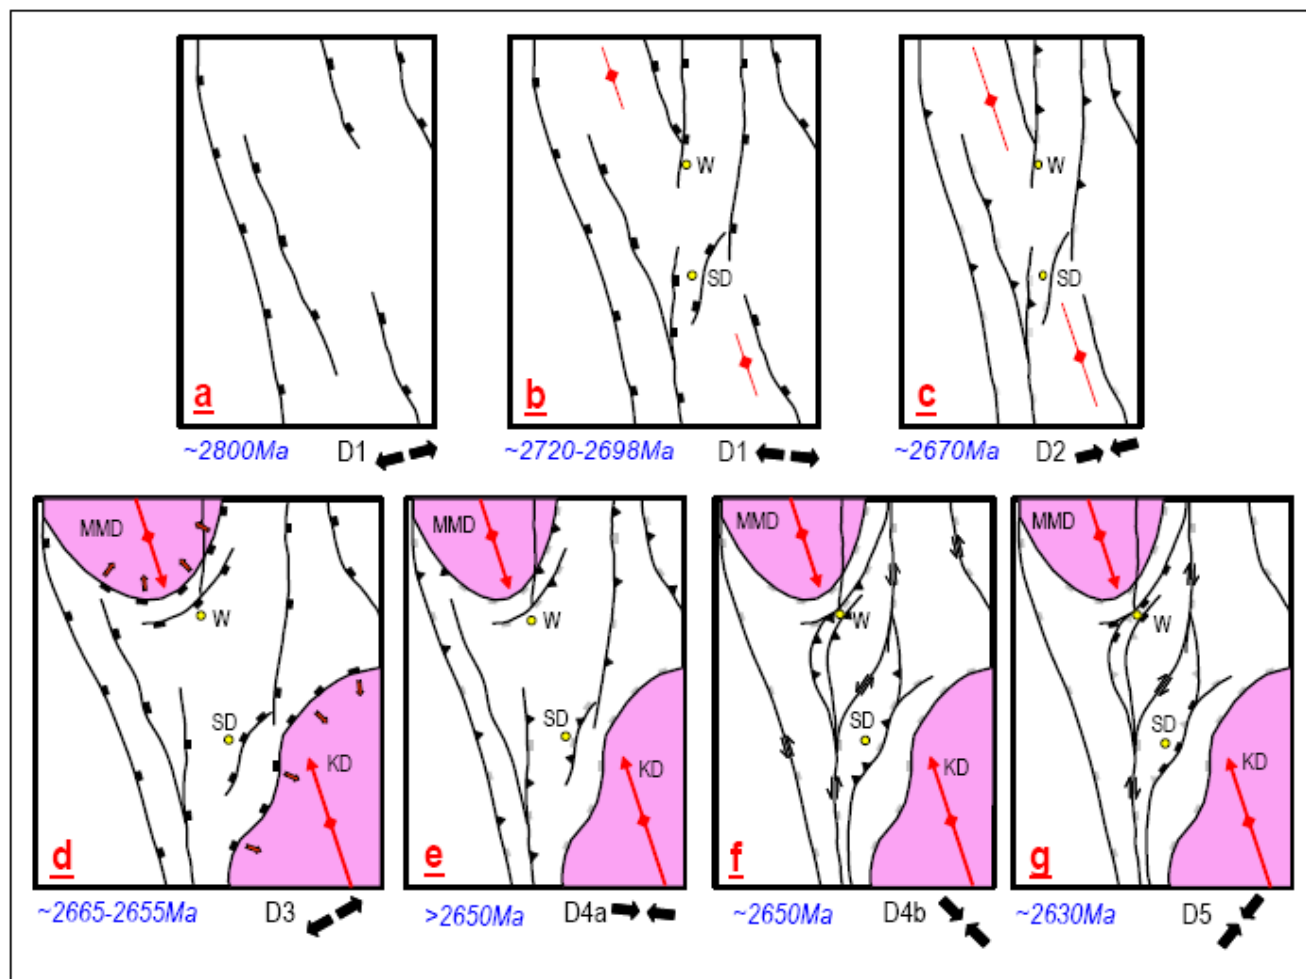 a
~2800Ma D1
W
SD
b
~2720-2698Ma D1
W
SD
c
~2670Ma D2
MMD
W
SD
KD
d
~2665-2655Ma D3
MMD
W
SD
KD
e
>2650Ma D4a
MMD
W
SD
KD
f
~2650Ma D4b
MMD
W
SD
KD
g
~2630Ma D5